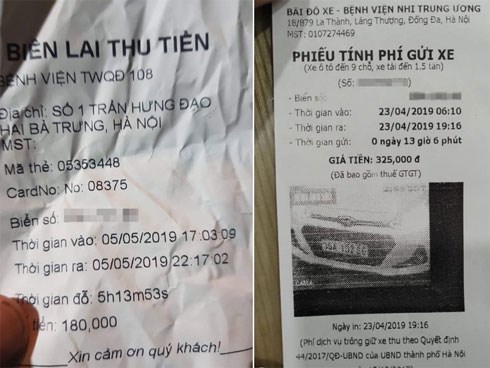 BIÊN LAI THU TIỀN
BỆNH VIỆN TWQĐ 108
Địa chỉ: SỐ 1 TRẦN HƯNG ĐẠO
HAI BÀ TRƯNG, HÀ NỘI
MST:
Mã thẻ: 05353448
CardNo: No: 08375
Biển số:
Thời gian vào: 05/05/2019 17:03:09
Thời gian ra: 05/05/2019 22:17:02
Thời gian đỗ: 5h13m53s
tiền: 180,000
Xin cảm ơn quý khách!
BÃI ĐỖ XE - BỆNH VIỆN NHI TRUNG ƯƠNG
18/879 La Thành, Láng Thượng, Đống Đa, Hà Nội
MST: 0107274469
PHIẾU TÍNH PHÍ GỬI XE
(Xe ô tô đến 9 chỗ, xe tải đến 1.5 tấn)
(Số:
- Biển số:
- Thời gian vào: 23/04/2019 06:10
- Thời gian ra: 23/04/2019 19:16
- Thời gian gửi: 0 ngày 13 giờ 6 phút
GIÁ TIỀN: 325,000 đ
(Đã bao gồm thuế GTGT)
Ngày in: 23/04/2019 19:16
(Phí dịch vụ trông giữ xe thu theo Quyết định
44/2017/QĐ-UBND của UBND thành phố Hà Nội